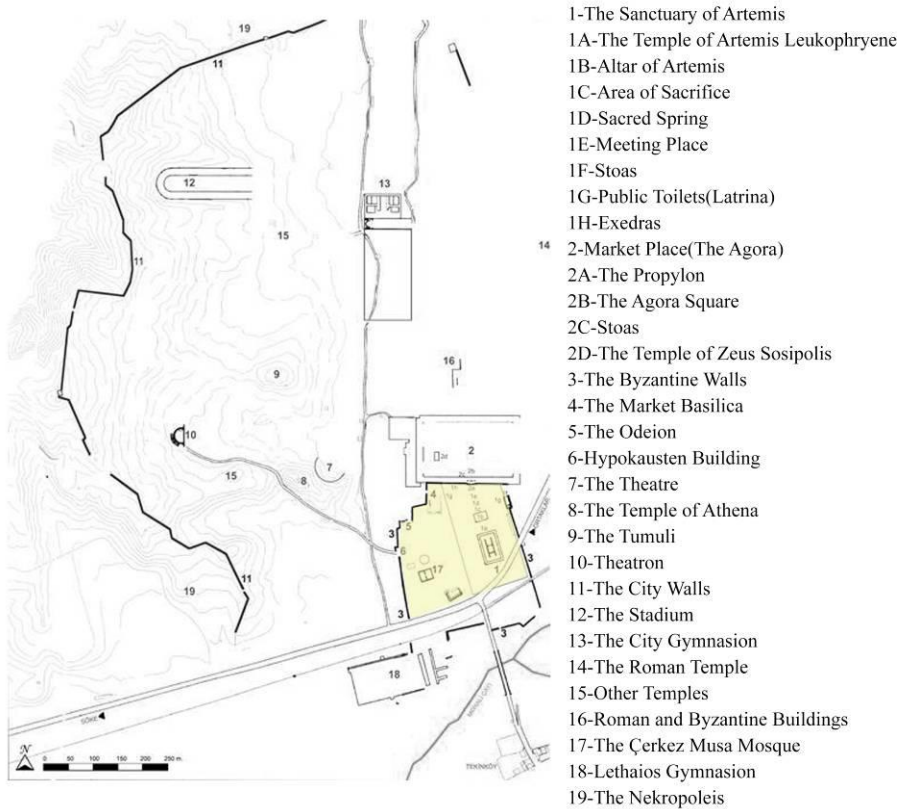 1-The Sanctuary of Artemis
1A-The Temple of Artemis Leukophryene
1B-Altar of Artemis
1C-Area of Sacrifice
1D-Sacred Spring
1E-Meeting Place
1F-Stoas
1G-Public Toilets(Latrina)
1H-Exedras
2-Market Place(The Agora)
2A-The Propylon
2B-The Agora Square
2C-Stoas
2D-The Temple of Zeus Sosipolis
3-The Byzantine Walls
4-The Market Basilica
5-The Odeion
6-Hypokausten Building
7-The Theatre
8-The Temple of Athena
9-The Tumuli
10-Theatron
11-The City Walls
12-The Stadium
13-The City Gymnasion
14-The Roman Temple
15-Other Temples
16-Roman and Byzantine Buildings
17-The Çerkez Musa Mosque
18-Lethaios Gymnasion
19-The Nekropoleis
19
11
12
13
15
14
11
16
9
10
2
7
15
8
4
5
3
6
17
1
3
19
11
3
3
18
SÖKE
TEKİNKÖY
N
0 50 100 150 200 250 m.